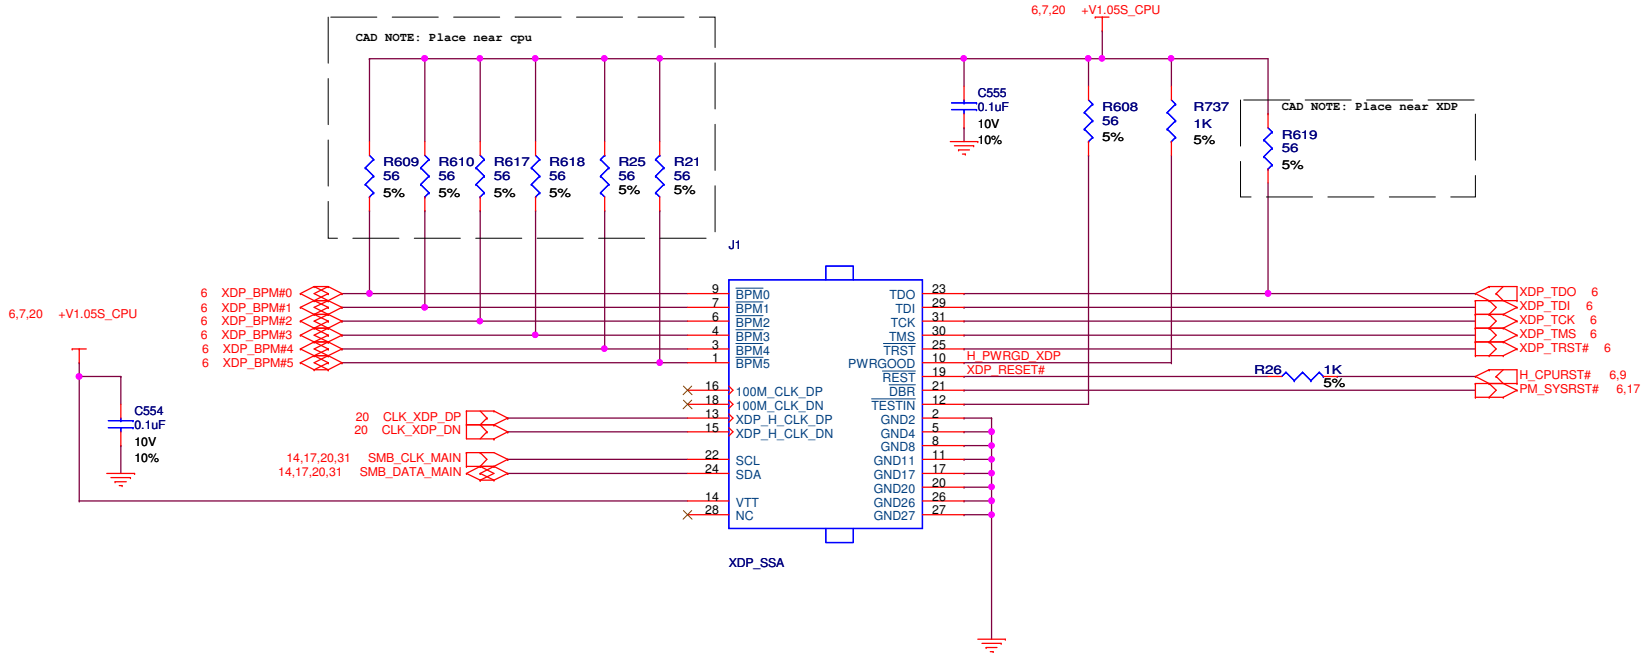 6,7,20 +V1.05S_CPU
CAD NOTE: Place near cpu
C555
0.1uF
10V
10%
R608
56
5%
R737
1K
5%
CAD NOTE: Place near XDP
R619
56
5%
R609
56
5%
R610
56
5%
R617
56
5%
R618
56
5%
R25
56
5%
R21
56
5%
J1
6 XDP_BPM#0
6 XDP_BPM#1
6 XDP_BPM#2
6 XDP_BPM#3
6 XDP_BPM#4
6 XDP_BPM#5
6,7,20 +V1.05S_CPU
C554
0.1uF
10V
10%
20 CLK_XDP_DP
20 CLK_XDP_DN
14,17,20,31 SMB_CLK_MAIN
14,17,20,31 SMB_DATA_MAIN
9 BPM0
7 BPM1
6 BPM2
4 BPM3
3 BPM4
1 BPM5
16 100M_CLK_DP
18 100M_CLK_DN
13 XDP_H_CLK_DP
15 XDP_H_CLK_DN
22 SCL
24 SDA
14 VTT
28 NC
TDO 23
TDI 29
TCK 31
TMS 30
TRST 25
PWRGOOD 10 H_PWRGD_XDP
REST 19 XDP_RESET#
DBR 21
TESTIN 12
GND2 2
GND4 5
GND8 8
GND11 11
GND17 17
GND20 20
GND26 26
GND27 27
XDP_TDO 6
XDP_TDI 6
XDP_TCK 6
XDP_TMS 6
XDP_TRST# 6
R26 1K
5%
H_CPURST# 6,9
PM_SYSRST# 6,17
XDP_SSA